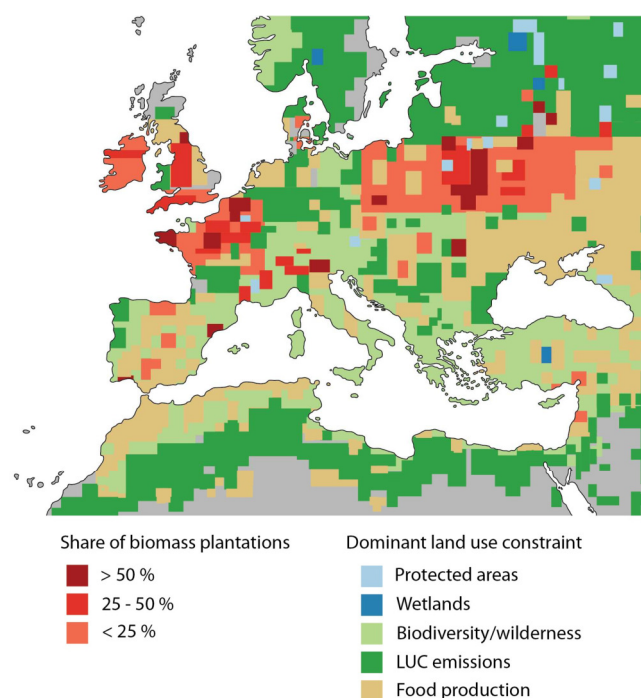 Share of biomass plantations
> 50 %
25 - 50 %
< 25 %
Dominant land use constraint
Protected areas
Wetlands
Biodiversity/wilderness
LUC emissions
Food production